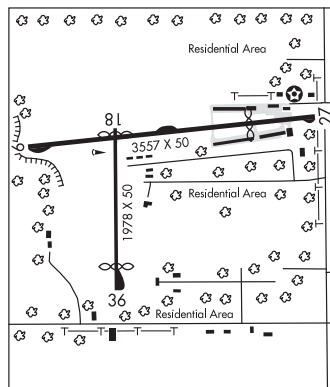 Residential Area
27
18
3557 X 50
9
Residential Area
1978 X 50
36
Residential Area